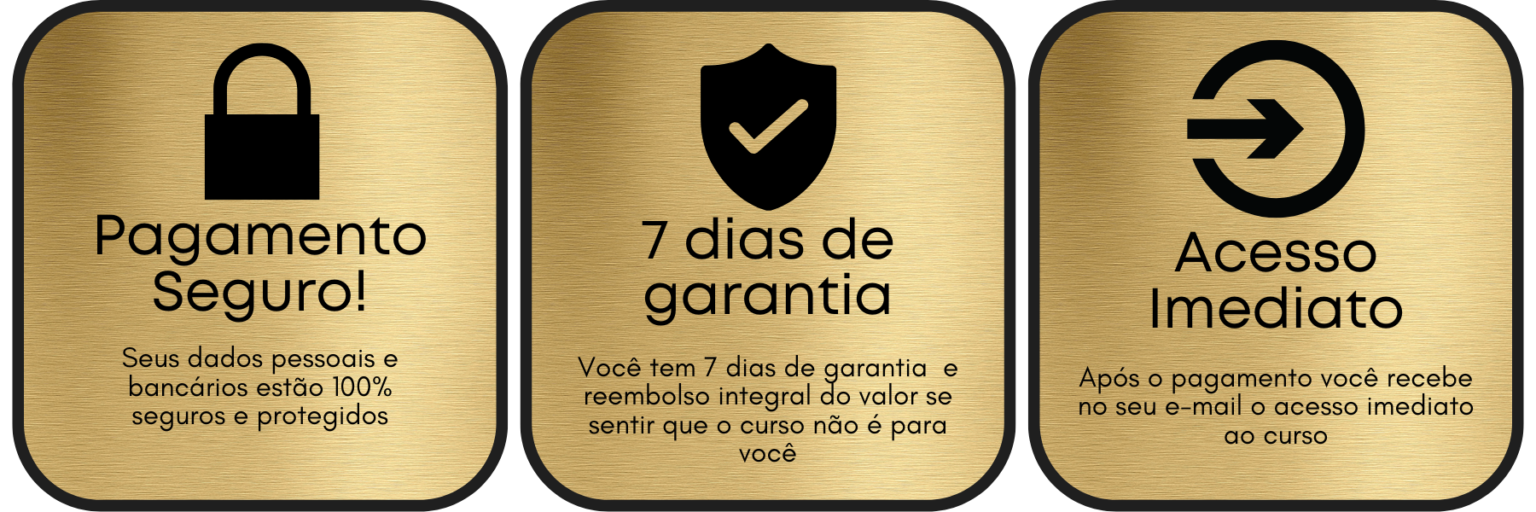 Pagamento
Seguro!
Seus dados pessoais e
bancários estão 100%
seguros e protegidos
7 dias de
garantia
Você tem 7 dias de garantia  e
reembolso integral do valor se
sentir que o curso não é para
você
Acesso
Imediato
Após o pagamento você recebe
no seu e-mail o acesso imediato
ao curso